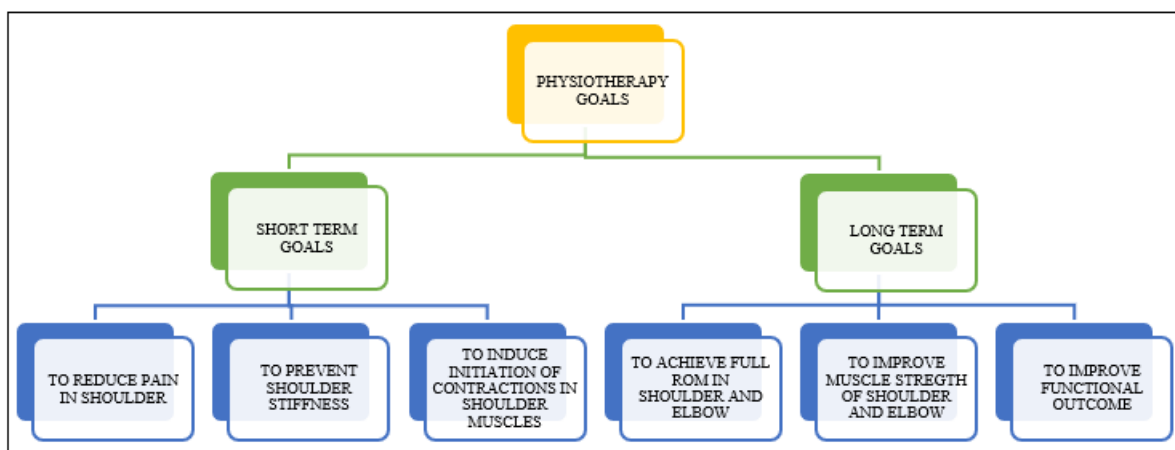 PHYSIOTHERAPY
GOALS
SHORT TERM
GOALS
LONG TERM
GOALS
TO REDUCE PAIN
IN SHOULDER
TO PREVENT
SHOULDER
STIFFNESS
TO INDUCE
INITIATION OF
CONTRACTIONS IN
SHOULDER
MUSCLES
TO ACHIEVE FULL
ROM IN
SHOULDER AND
ELBOW
TO IMPROVE
MUSCLE STREGTH
OF SHOULDER
AND ELBOW
TO IMPROVE
FUNCTIONAL
OUTCOME